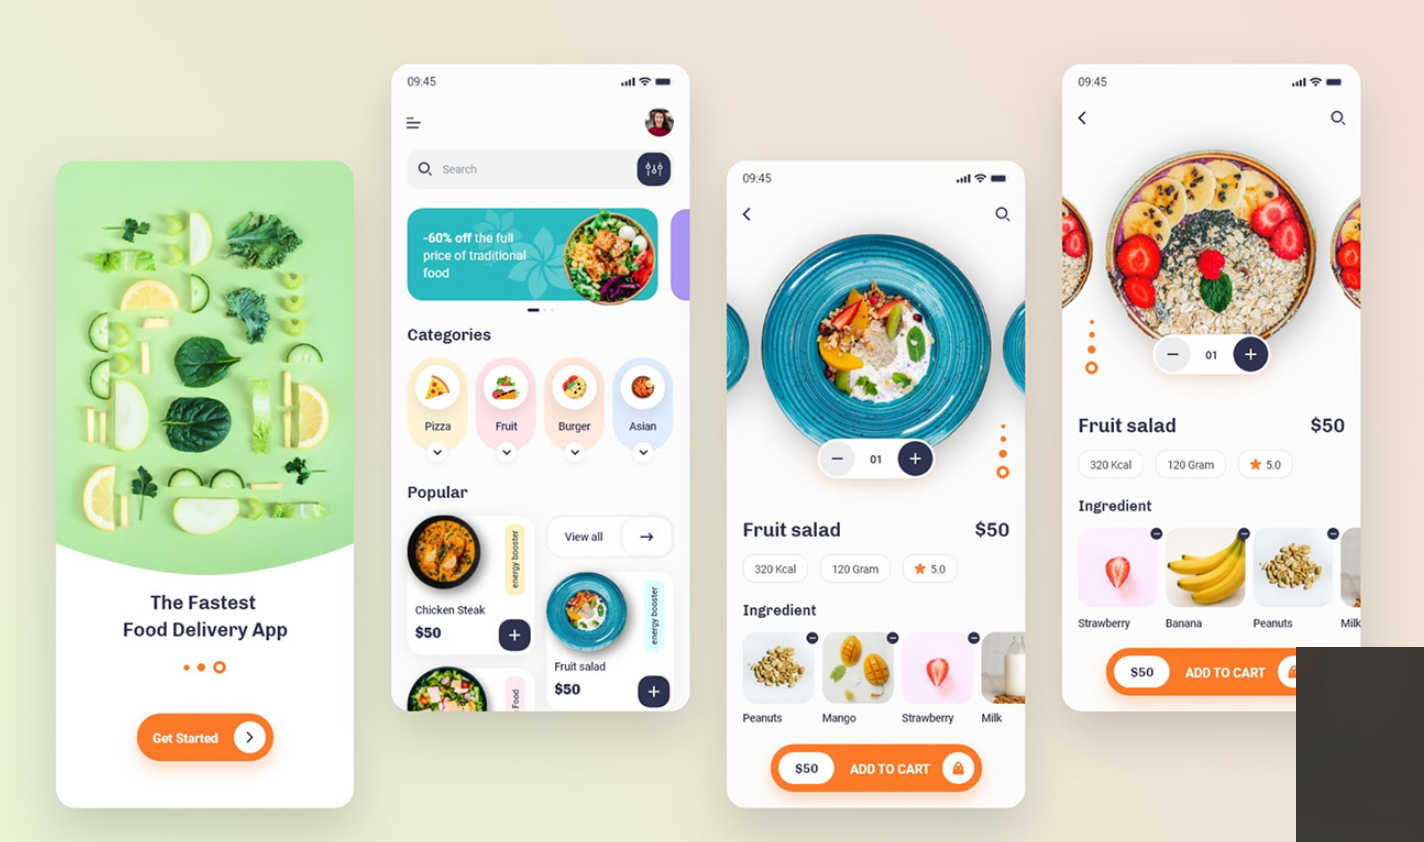 The Fastest
Food Delivery App
Get Started
09:45
Search
-60% off the full
price of traditional
food
Categories
Pizza
Fruit
Burger
Asian
Popular
energy booster
Chicken Steak
$50
Food
View all
energy booster
Fruit salad
$50
09:45
01
Fruit salad
$50
320 Kcal
120 Gram
5.0
Ingredient
Peanuts
Mango
Strawberry
Milk
$50
ADD TO CART
09:45
01
Fruit salad
$50
320 Kcal
120 Gram
5.0
Ingredient
Strawberry
Banana
Peanuts
Milk
$50
ADD TO CART